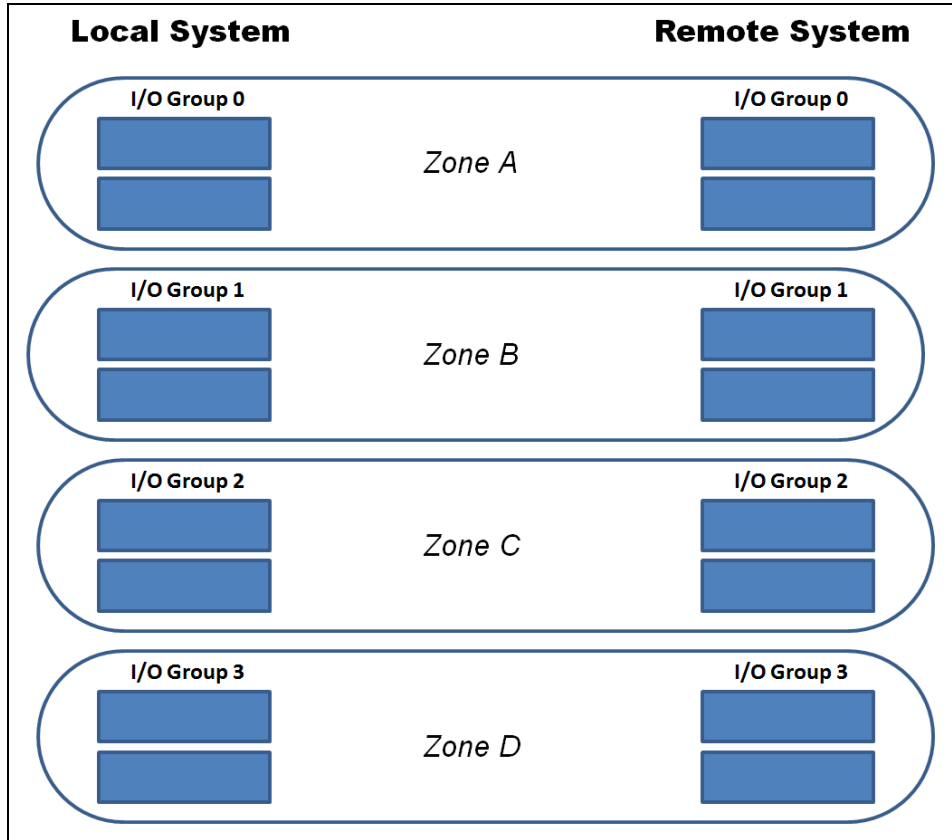 Local System Remote System
I/O Group 0 I/O Group 0
Zone A
I/O Group 1 I/O Group 1
Zone B
I/O Group 2 I/O Group 2
Zone C
I/O Group 3 I/O Group 3
Zone D